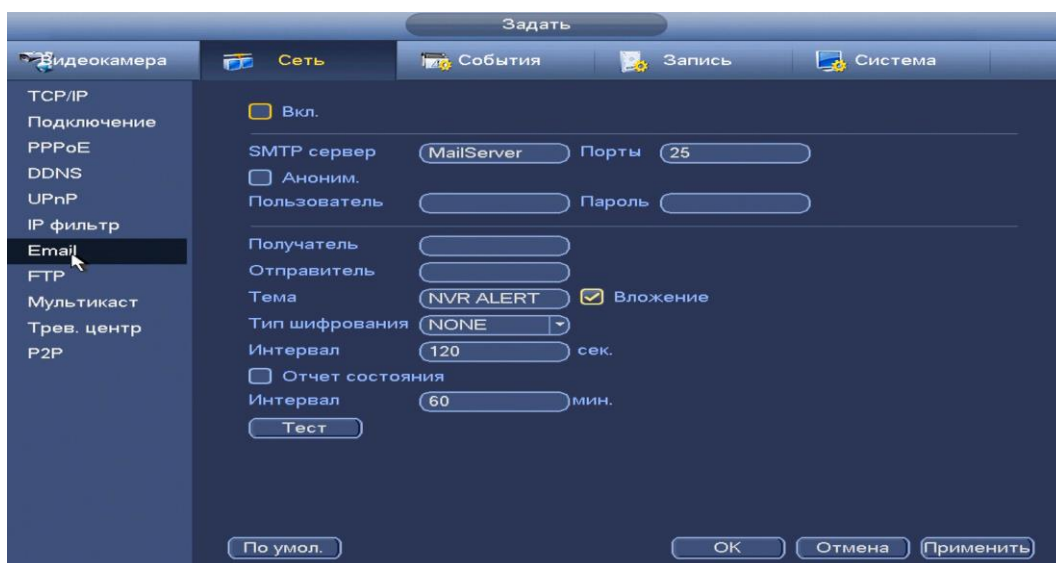 Задать
Видеокамера Сеть События Запись Система
TCP/IP
Подключение
PPPoE
DDNS
UPnP
IP фильтр
Email
FTP
Мультикаст
Трев. центр
P2P
Вкл.
SMTP сервер MailServer Порты 25
Аноним.
Пользователь Пароль
Получатель
Отправитель
Тема NVR ALERT Вложение
Тип шифрования NONE
Интервал 120 сек.
Отчет состояния
Интервал 60 мин.
Тест
По умол. OK Отмена Применить